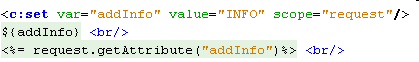 <c:set var="addInfo" value="INFO" scope="request"/>
${addInfo} <br/>
<%= request.getAttribute("addInfo")%> <br/>